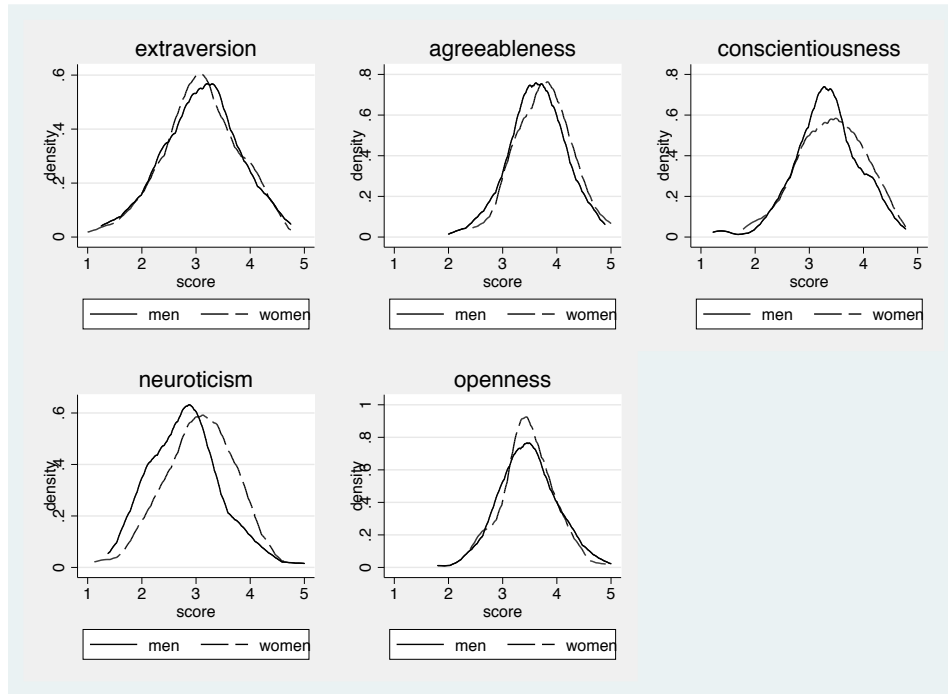 extraversion
density
0 .2 .4 .6
1 2 3 4 5
score
men women
agreeableness
density
0 .2 .4 .6 .8
1 2 3 4 5
score
men women
conscientiousness
density
0 .2 .4 .6 .8
1 2 3 4 5
score
men women
neuroticism
density
0 .2 .4 .6
1 2 3 4 5
score
men women
openness
density
0 .2 .4 .6 .8 1
1 2 3 4 5
score
men women